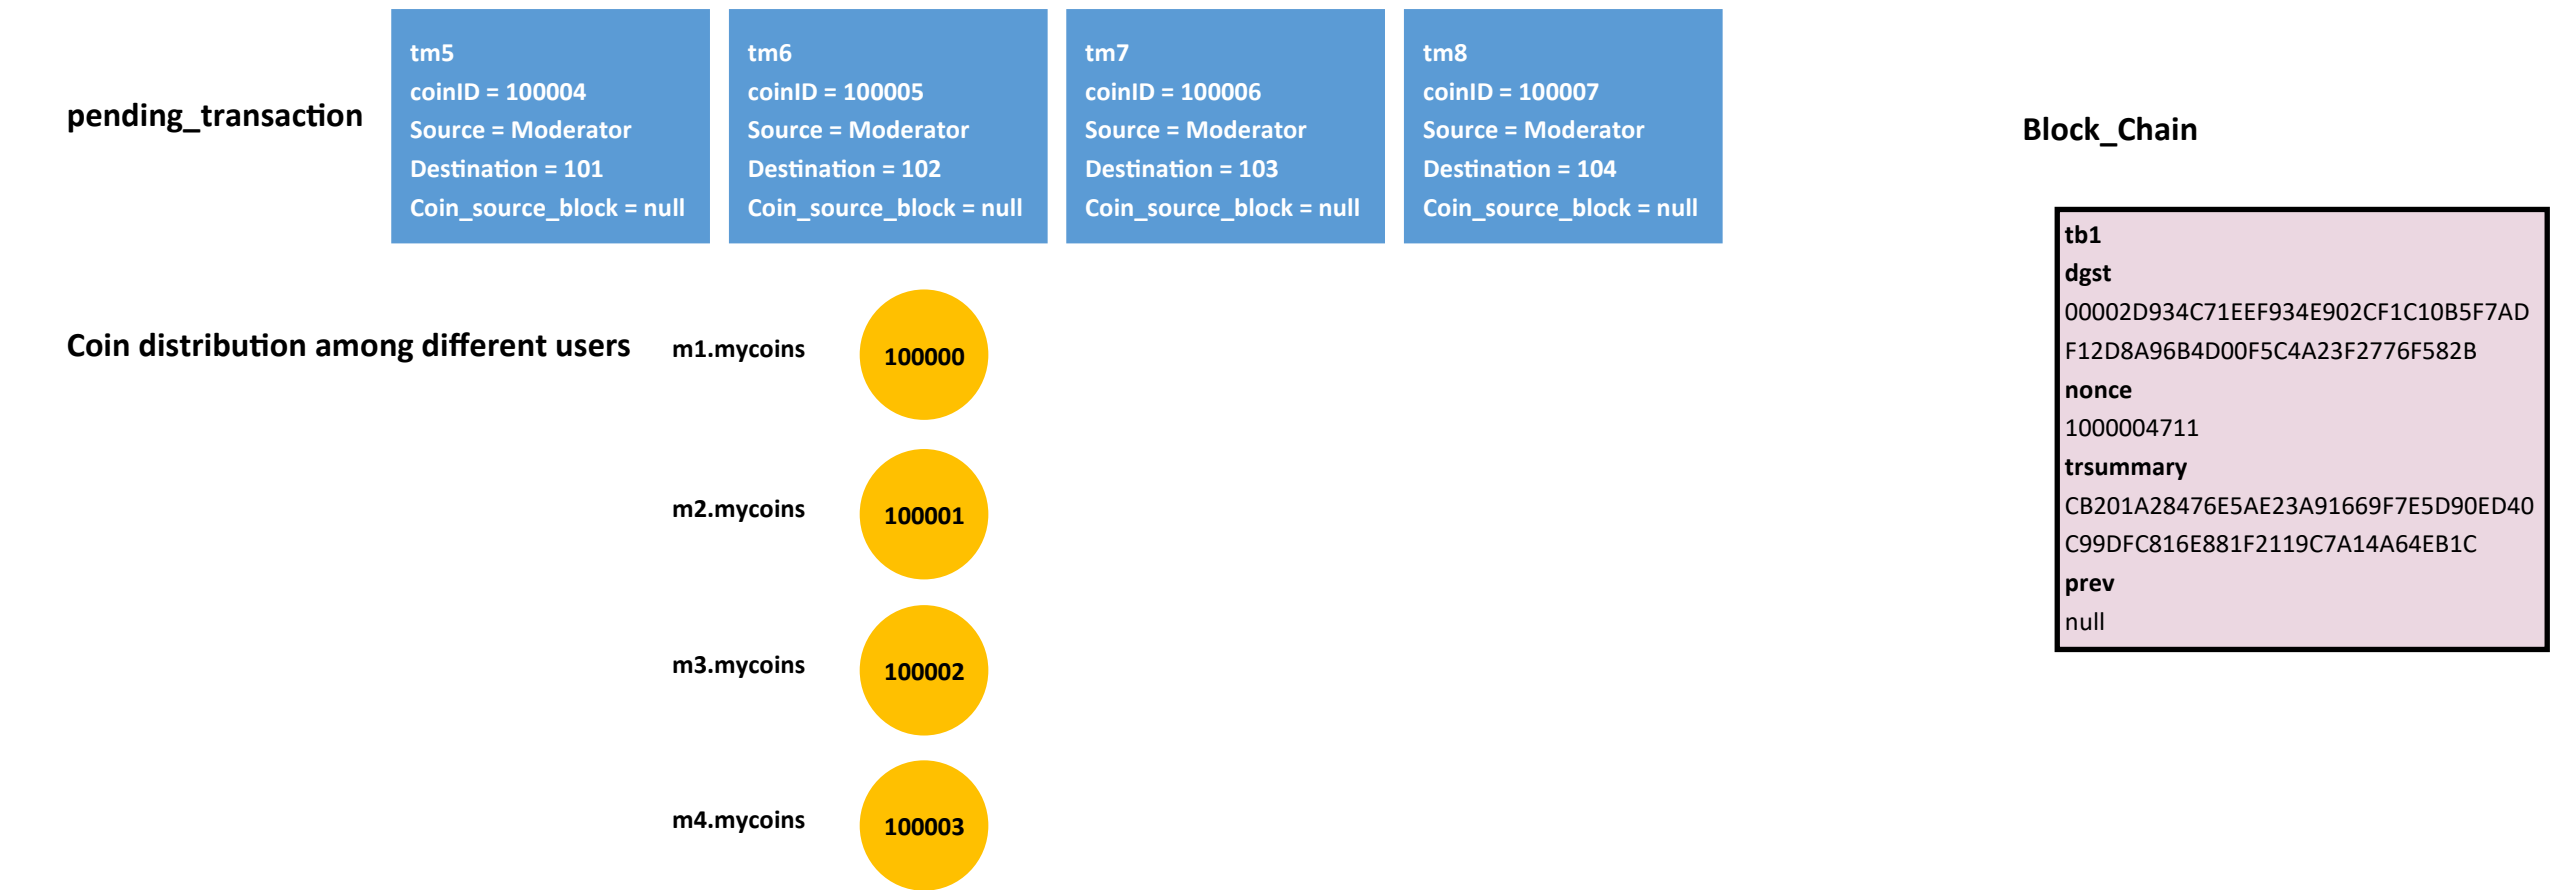 pending_transaction
tm5
coinID = 100004
Source = Moderator
Destination = 101
Coin_source_block = null
tm6
coinID = 100005
Source = Moderator
Destination = 102
Coin_source_block = null
tm7
coinID = 100006
Source = Moderator
Destination = 103
Coin_source_block = null
tm8
coinID = 100007
Source = Moderator
Destination = 104
Coin_source_block = null
Coin distribution among different users
m1.mycoins
100000
m2.mycoins
100001
m3.mycoins
100002
m4.mycoins
100003
Block_Chain
tb1
dgst
00002D934C71EEF934E902CF1C10B5F7AD
F12D8A96B4D00F5C4A23F2776F582B
nonce
1000004711
trsummary
CB201A28476E5AE23A91669F7E5D90ED40
C99DFC816E881F2119C7A14A64EB1C
prev
null